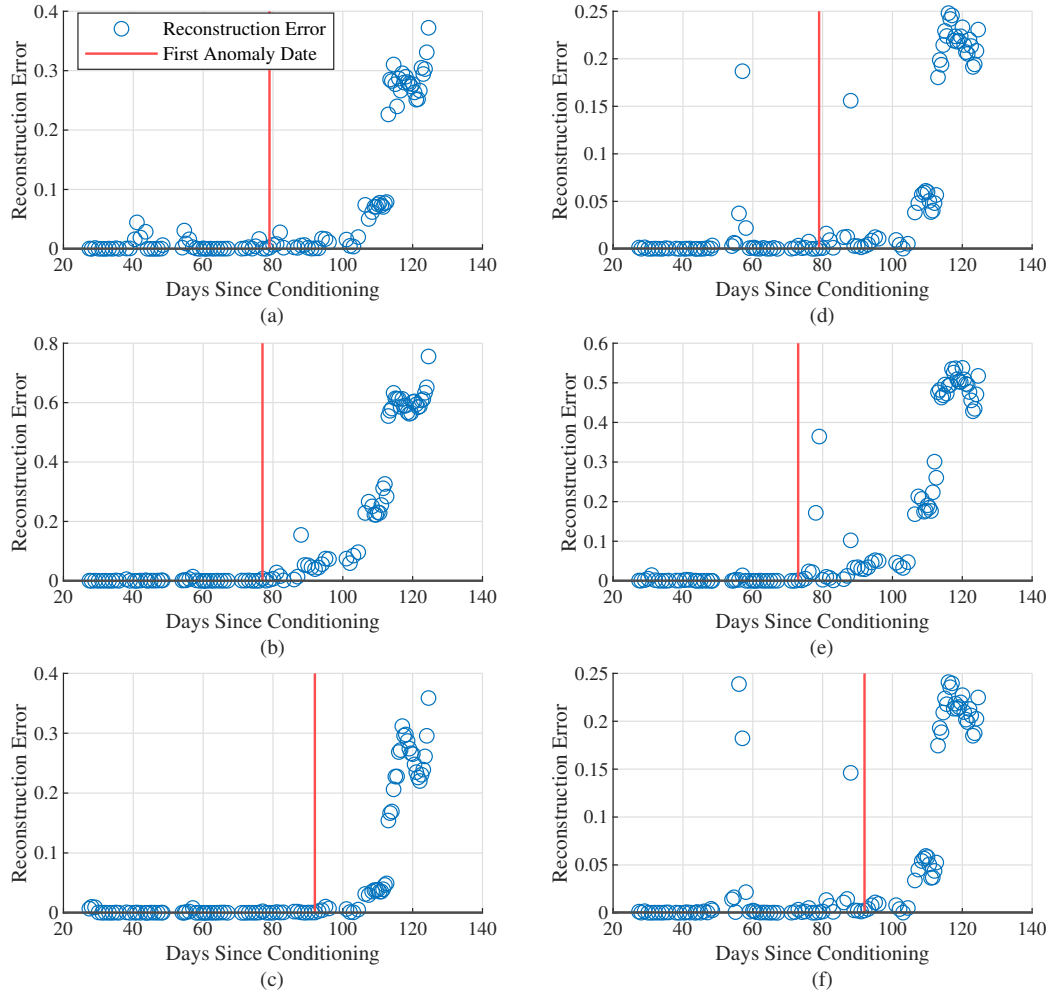 Reconstruction Error
First Anomaly Date
Reconstruction Error
0.4
0.3
0.2
0.1
0
20 40 60 80 100 120 140
Days Since Conditioning
(a)
Reconstruction Error
0.25
0.2
0.15
0.1
0.05
0
20 40 60 80 100 120 140
Days Since Conditioning
(d)
Reconstruction Error
0.8
0.6
0.4
0.2
0
20 40 60 80 100 120 140
Days Since Conditioning
(b)
Reconstruction Error
0.6
0.5
0.4
0.3
0.2
0.1
0
20 40 60 80 100 120 140
Days Since Conditioning
(e)
Reconstruction Error
0.4
0.3
0.2
0.1
0
20 40 60 80 100 120 140
Days Since Conditioning
(c)
Reconstruction Error
0.25
0.2
0.15
0.1
0.05
0
20 40 60 80 100 120 140
Days Since Conditioning
(f)